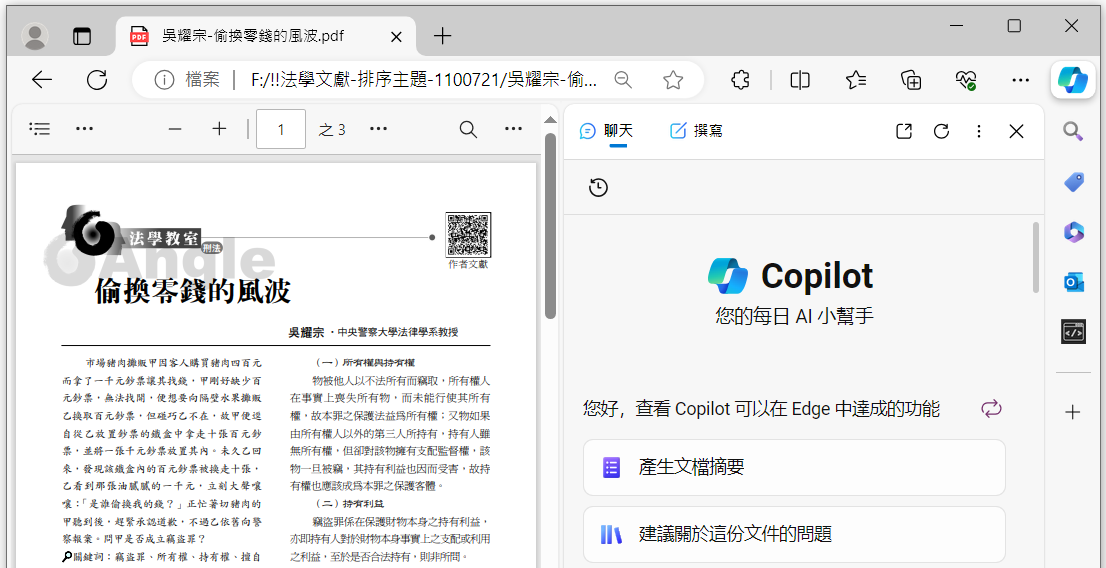 吳耀宗-偷換零錢的風波.pdf
檔案
F:/!!法學文獻-排序主題-1100721/吳耀宗-偷...
1
之 3
聊天
撰寫
Angle
法學教室
刑法
作者文獻
偷換零錢的風波
吳耀宗・中央警察大學法律學系教授
市場豬肉攤販甲因客人購買豬肉四百元
而拿了一千元鈔票讓其找錢,甲剛好缺少百
元鈔票,無法找開,便想要向隔壁水果攤販
乙換取百元鈔票,但碰巧乙不在,故甲便逕
自從乙放置鈔票的鐵盒中拿走十張百元鈔
票,並將一張千元鈔票放置其內。未久乙回
來,發現該鐵盒內的百元鈔票被換走十張,
乙看到那張油膩膩的一千元,立刻大聲嚷
嚷:「是誰偷換我的錢?」正忙著切豬肉的
甲聽到後,趕緊承認道歉,不過乙依舊向警
察報案。問甲是否成立竊盜罪?
關鍵詞:竊盜罪、所有權、持有權、擅自
(一)所有權與持有權
物被他人以不法所有而竊取,所有權人
在事實上喪失所有物,而未能行使其所有
權,故本罪之保護法益為所有權;又物如果
由所有權人以外的第三人所持有,持有人雖
無所有權,但卻對該物擁有支配監督權,該
物一旦被竊,其持有利益也因而受害,故持
有權也應該成為本罪之保護客體。
(二)持有利益
竊盜罪係在保護財物本身之持有利益,
亦即持有人對於財物本身事實上之支配或利用
之利益,至於是否合法持有,則非所問。
Copilot
您的每日 AI 小幫手
您好，查看 Copilot 可以在 Edge 中達成的功能
產生文檔摘要
建議關於這份文件的問題